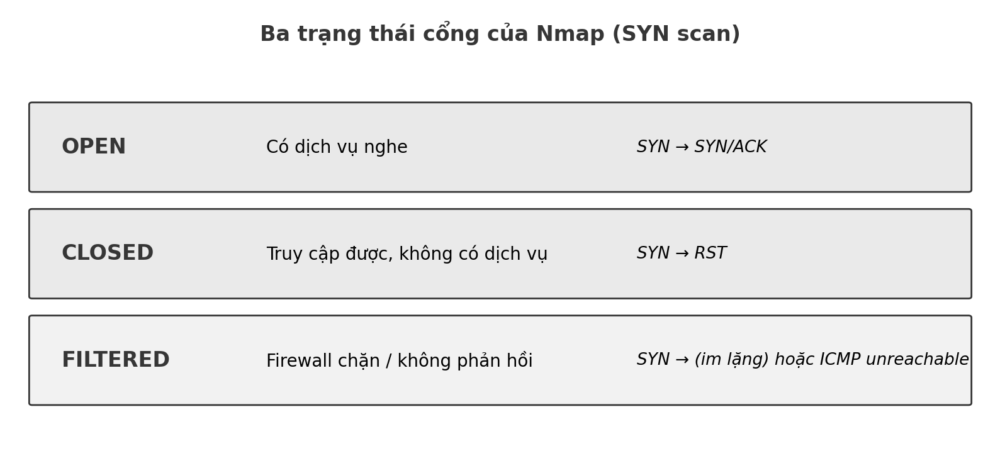 Ba trạng thái cổng của Nmap (SYN scan)
OPEN Có dịch vụ nghe SYN → SYN/ACK
CLOSED Truy cập được, không có dịch vụ SYN → RST
FILTERED Firewall chặn / không phản hồi SYN → (im lặng) hoặc ICMP unreachable